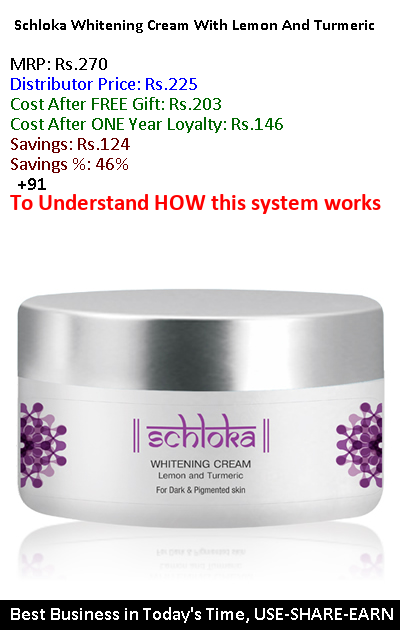 Schloka Whitening Cream With Lemon And Turmeric
MRP: Rs.270
Distributor Price: Rs.225
Cost After FREE Gift: Rs.203
Cost After ONE Year Loyalty: Rs.146
Savings: Rs.124
Savings %: 46%
+91
To Understand HOW this system works
|| schloka ||
WHITENING CREAM
Lemon and Turmeric
For Dark & Pigmented skin
Best Business in Today's Time, USE-SHARE-EARN